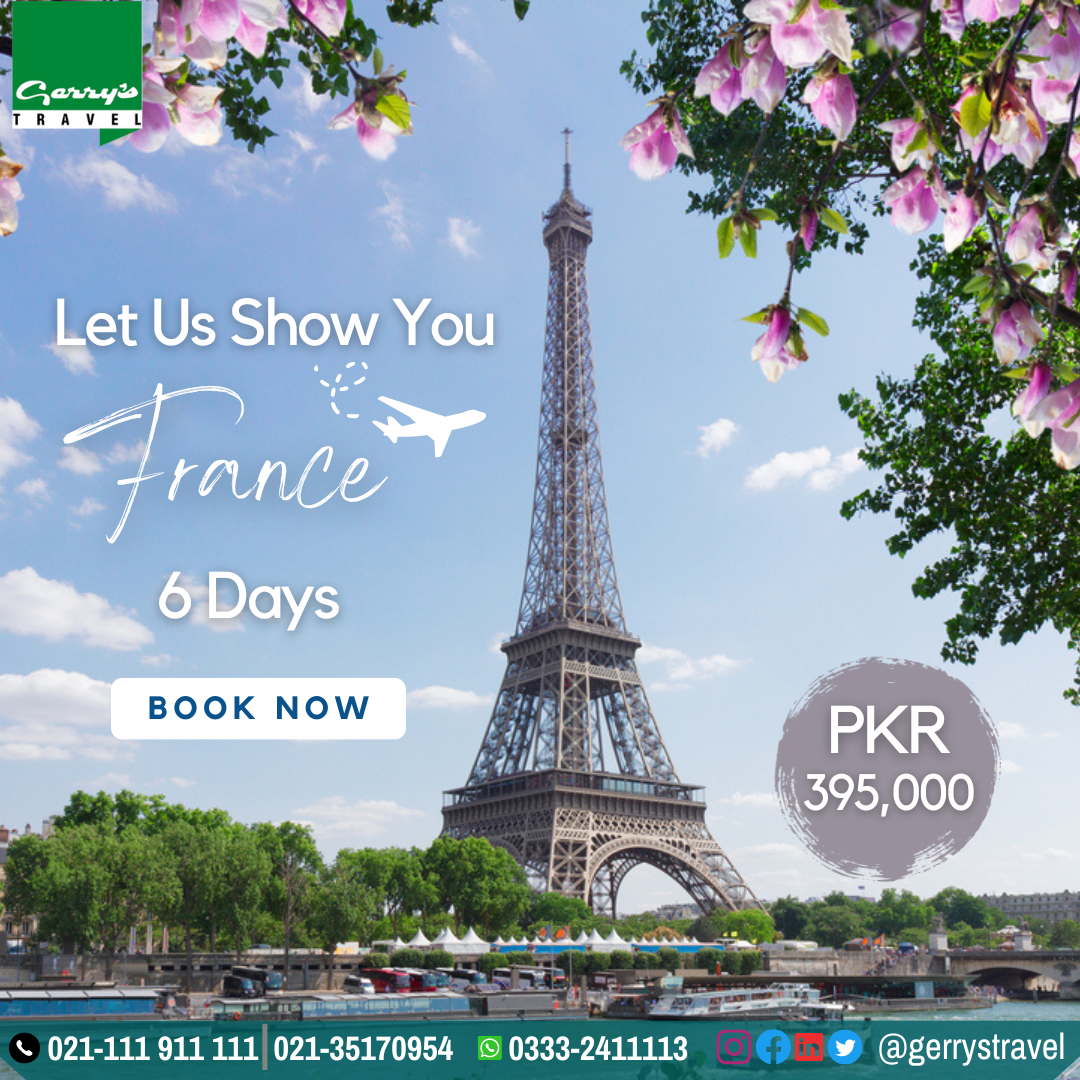 Gerry's
TRAVEL
Let Us Show You
France
6 Days
BOOK NOW
PKR
395,000
021-111 911 111 | 021-35170954 0333-2411113 @gerrystravel